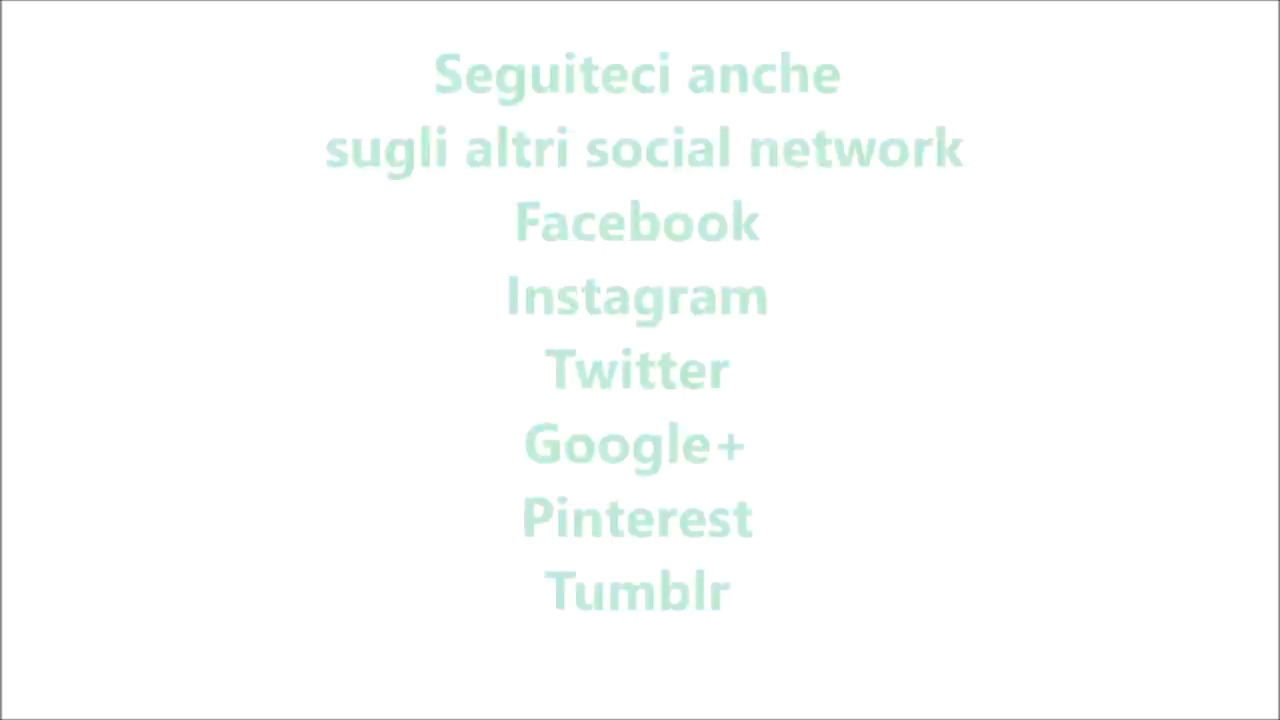 Seguiteci anche
sugli altri social network
Facebook
Instagram
Twitter
Google+
Pinterest
Tumblr